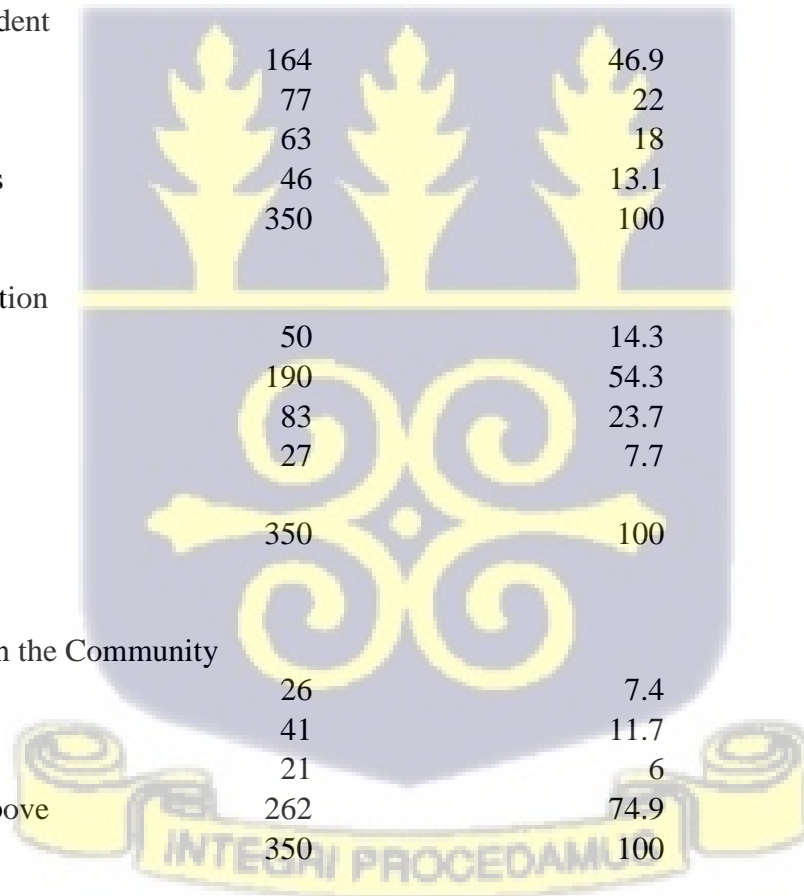 dent
164 46.9
77 22
63 18
s 46 13.1
350 100
tion
50 14.3
190 54.3
83 23.7
27 7.7
350 100
n the Community
26 7.4
41 11.7
21 6
bove 262 74.9
350 100
INTEGRI PROCEDAMUS